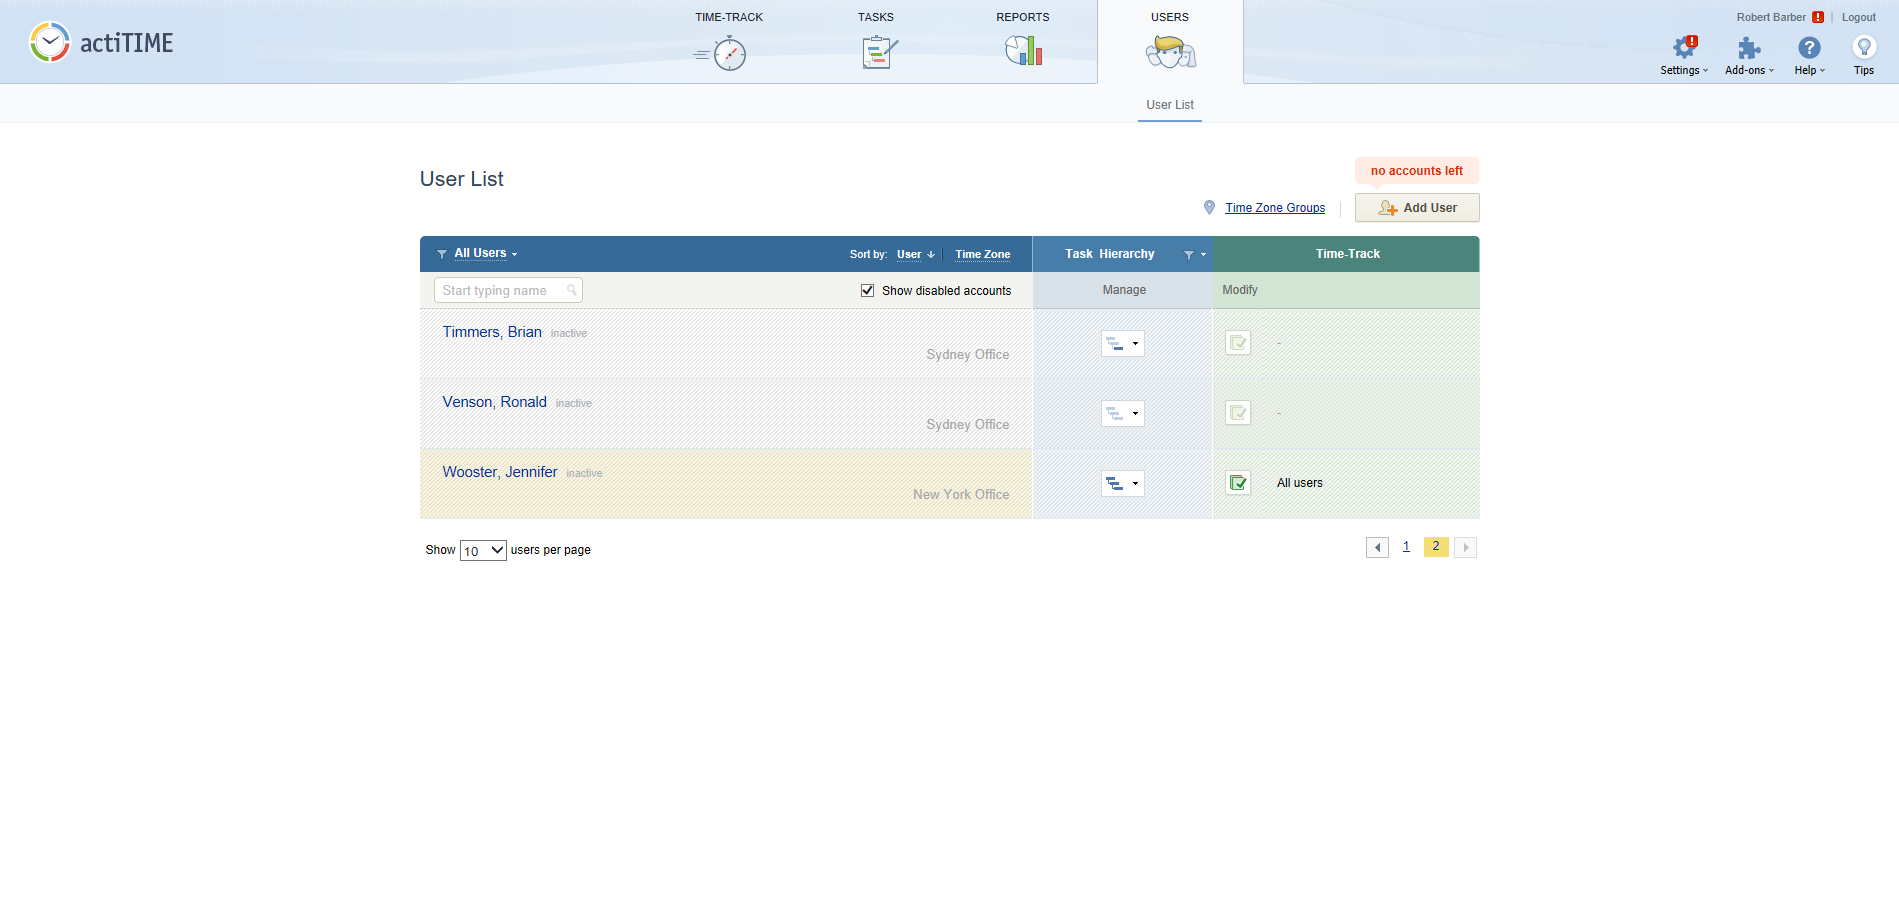 actiTIME
TIME-TRACK
TASKS
REPORTS
USERS
Robert Barber ! | Logout
Settings
Add-ons
Help
Tips
User List
User List
no accounts left
Time Zone Groups
Add User
All Users
Sort by: User Time Zone
Task Hierarchy
Time-Track
Start typing name
Show disabled accounts
Manage
Modify
Timmers, Brian inactive
Sydney Office
-
Venson, Ronald inactive
Sydney Office
-
Wooster, Jennifer inactive
New York Office
All users
Show 10 users per page
1 2